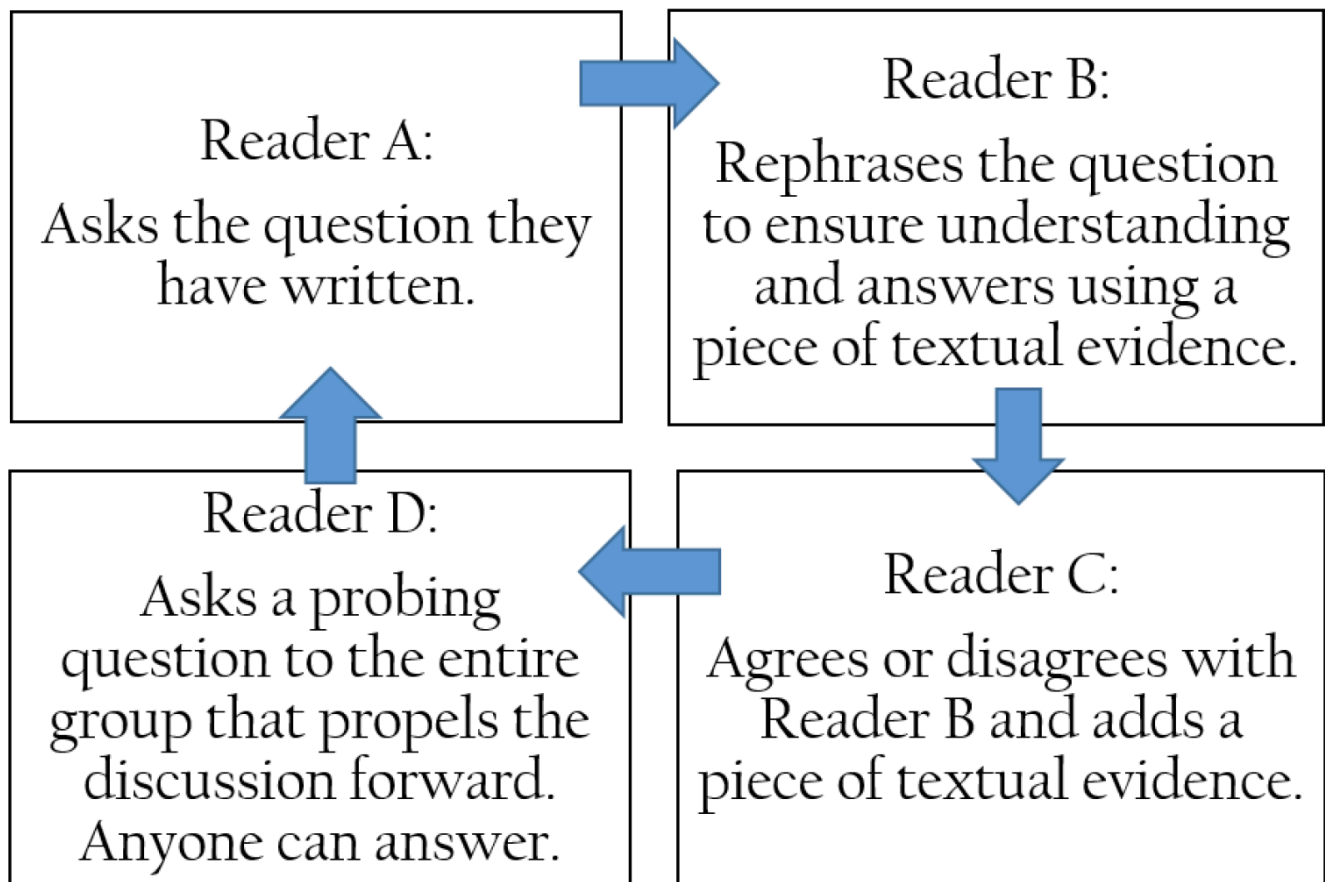 Reader A:
Asks the question they
have written.
Reader B:
Rephrases the question
to ensure understanding
and answers using a
piece of textual evidence.
Reader C:
Agrees or disagrees with
Reader B and adds a
piece of textual evidence.
Reader D:
Asks a probing
question to the entire
group that propels the
discussion forward.
Anyone can answer.